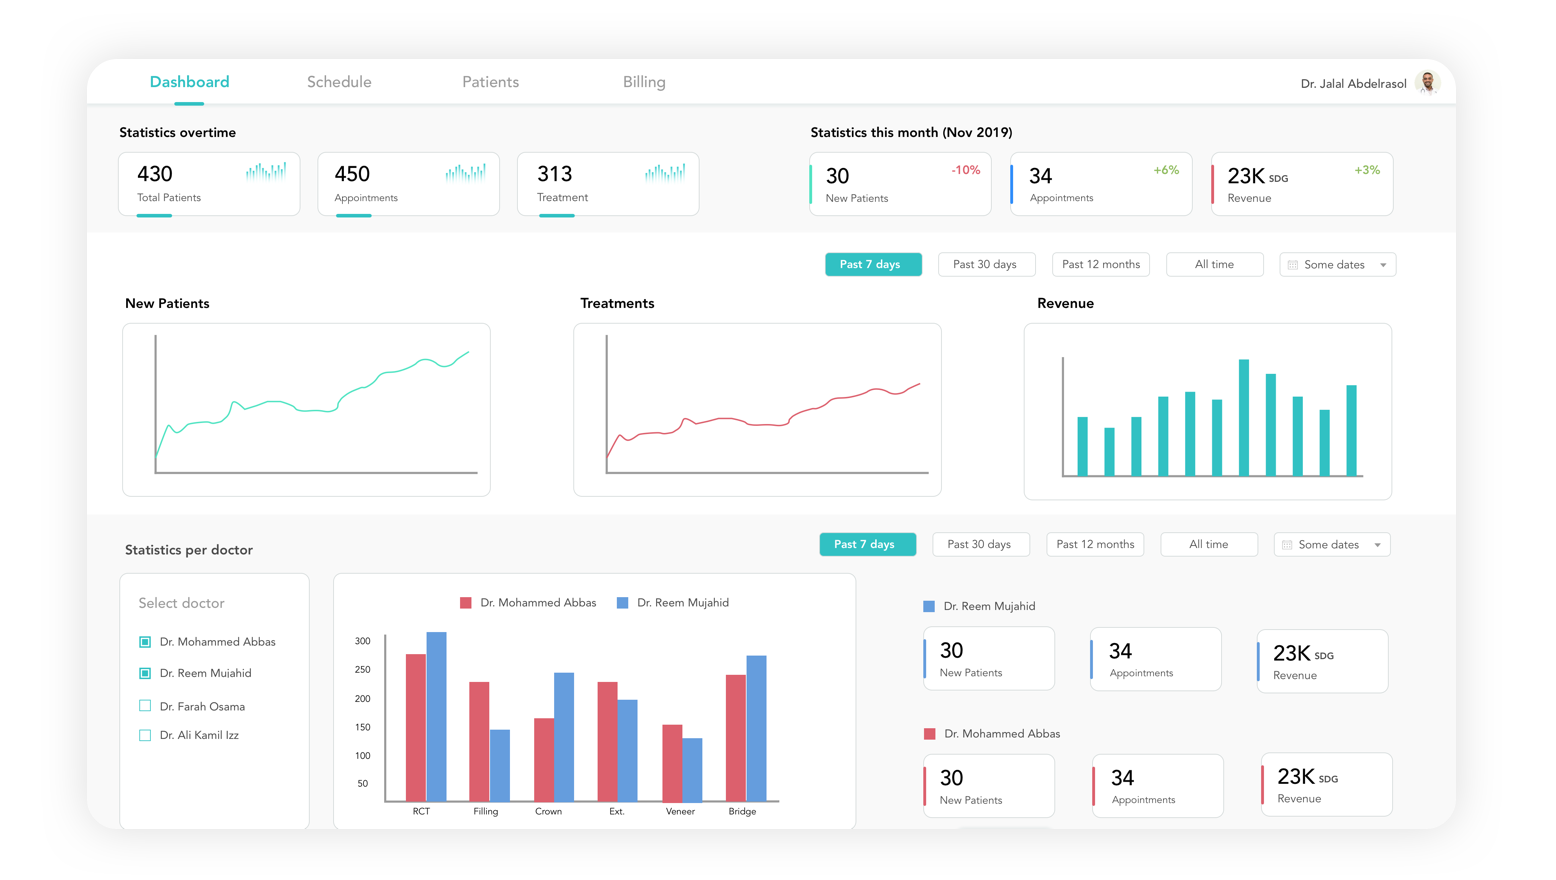 Dashboard Schedule Patients Billing Dr. Jalal Abdelrasol
Statistics overtime
430
Total Patients
450
Appointments
313
Treatment
Statistics this month (Nov 2019)
30 -10%
New Patients
34 +6%
Appointments
23K SDG +3%
Revenue
Past 7 days Past 30 days Past 12 months All time Some dates
New Patients
Treatments
Revenue
Statistics per doctor
Past 7 days Past 30 days Past 12 months All time Some dates
Select doctor
Dr. Mohammed Abbas
Dr. Reem Mujahid
Dr. Farah Osama
Dr. Ali Kamil Izz
Dr. Mohammed Abbas Dr. Reem Mujahid
300
250
200
150
100
50
RCT Filling Crown Ext. Veneer Bridge
Dr. Reem Mujahid
30
New Patients
34
Appointments
23K SDG
Revenue
Dr. Mohammed Abbas
30
New Patients
34
Appointments
23K SDG
Revenue